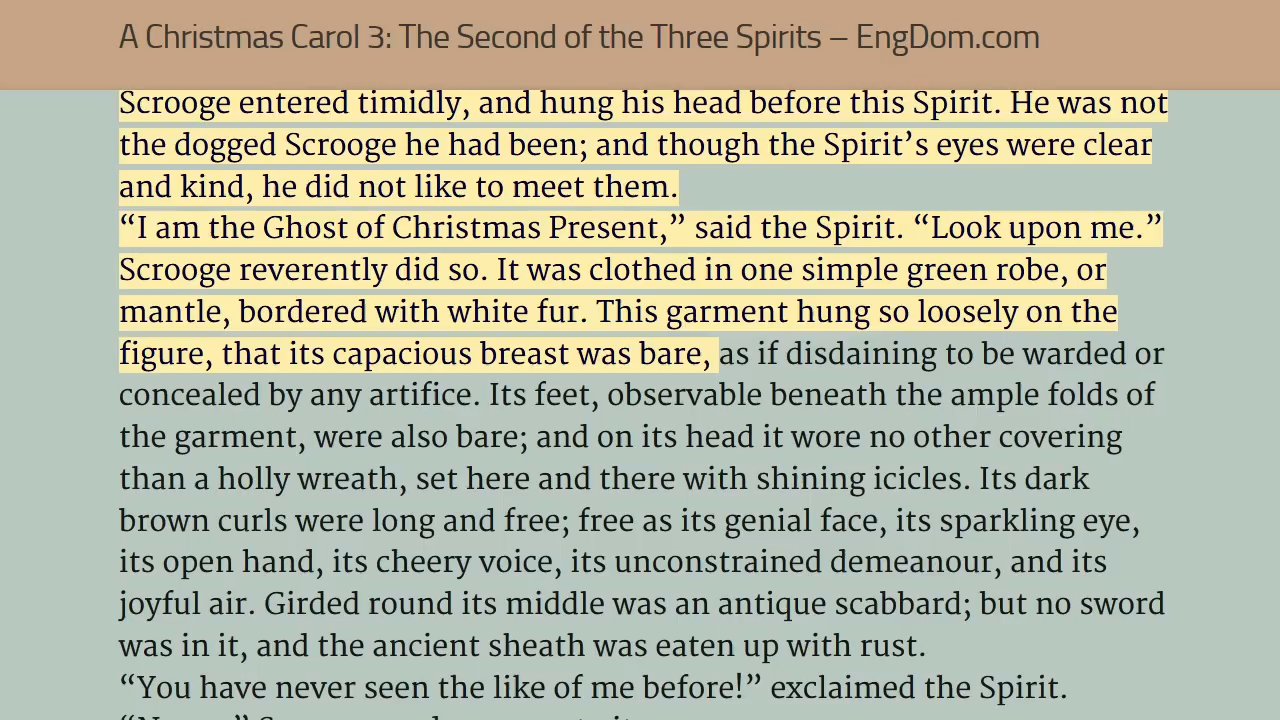 A Christmas Carol 3: The Second of the Three Spirits – EngDom.com
Scrooge entered timidly, and hung his head before this Spirit. He was not
the dogged Scrooge he had been; and though the Spirit’s eyes were clear
and kind, he did not like to meet them.
“I am the Ghost of Christmas Present,” said the Spirit. “Look upon me.”
Scrooge reverently did so. It was clothed in one simple green robe, or
mantle, bordered with white fur. This garment hung so loosely on the
figure, that its capacious breast was bare, as if disdaining to be warded or
concealed by any artifice. Its feet, observable beneath the ample folds of
the garment, were also bare; and on its head it wore no other covering
than a holly wreath, set here and there with shining icicles. Its dark
brown curls were long and free; free as its genial face, its sparkling eye,
its open hand, its cheery voice, its unconstrained demeanour, and its
joyful air. Girded round its middle was an antique scabbard; but no sword
was in it, and the ancient sheath was eaten up with rust.
“You have never seen the like of me before!” exclaimed the Spirit.